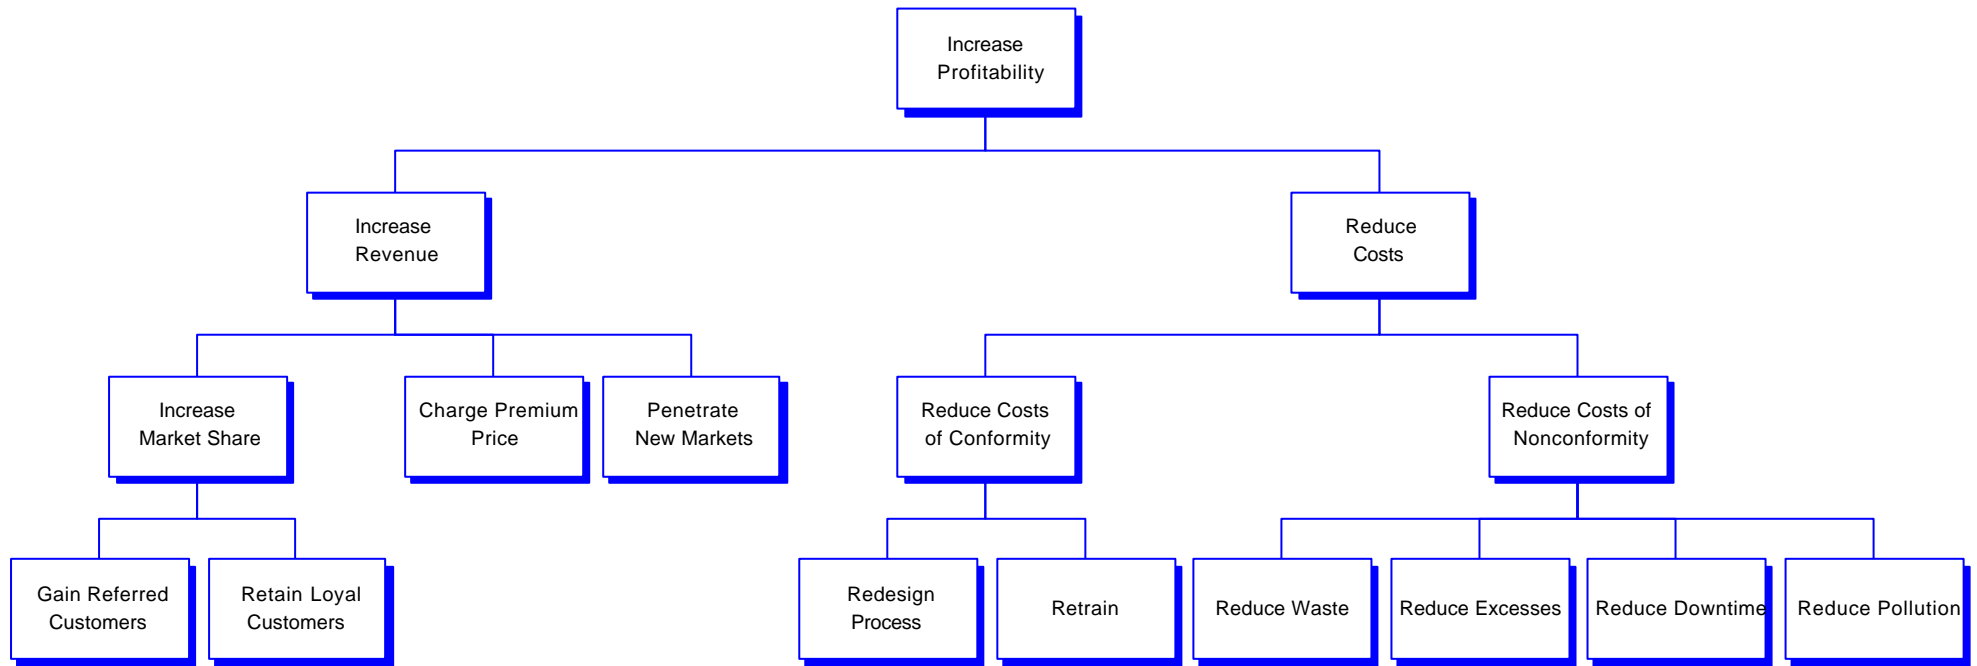 Increase
Profitability
Increase
Revenue
Reduce
Costs
Increase
Market Share
Charge Premium
Price
Penetrate
New Markets
Reduce Costs
of Conformity
Reduce Costs of
Nonconformity
Gain Referred
Customers
Retain Loyal
Customers
Redesign
Process
Retrain
Reduce Waste
Reduce Excesses
Reduce Downtime
Reduce Pollution